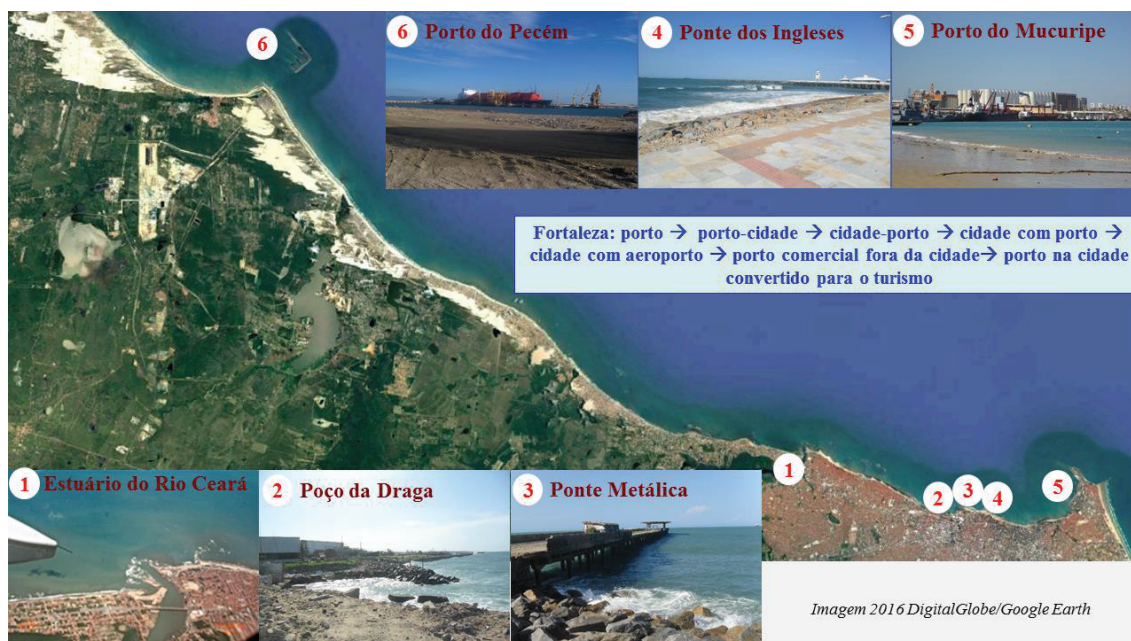 6 Porto do Pecém
4 Ponte dos Ingleses
5 Porto do Mucuripe
6
Fortaleza: porto → porto-cidade → cidade-porto → cidade com porto →
cidade com aeroporto → porto comercial fora da cidade→ porto na cidade
convertido para o turismo
1 Estuário do Rio Ceará
2 Poço da Draga
3 Ponte Metálica
1
2
3
4
5
Imagem 2016 DigitalGlobe/Google Earth